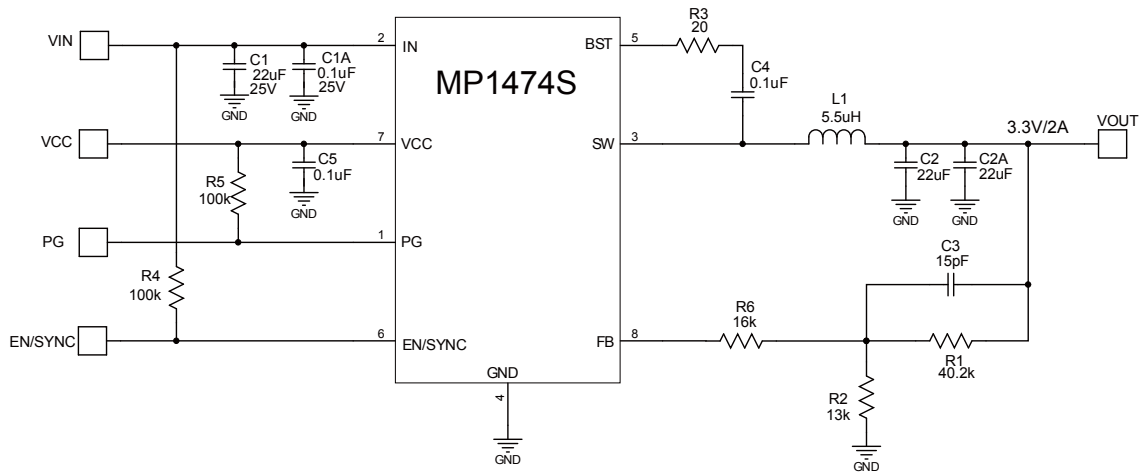 VIN
2
IN
C1
22uF
25V
GND
C1A
0.1uF
25V
GND
MP1474S
BST
5
R3
20
C4
0.1uF
VCC
7
VCC
R5
100k
C5
0.1uF
GND
SW
3
L1
5.5uH
3.3V/2A
VOUT
C2
22uF
GND
C2A
22uF
GND
PG
1
PG
R4
100k
C3
15pF
EN/SYNC
6
EN/SYNC
FB
8
R6
16k
R1
40.2k
R2
13k
GND
GND
4
GND